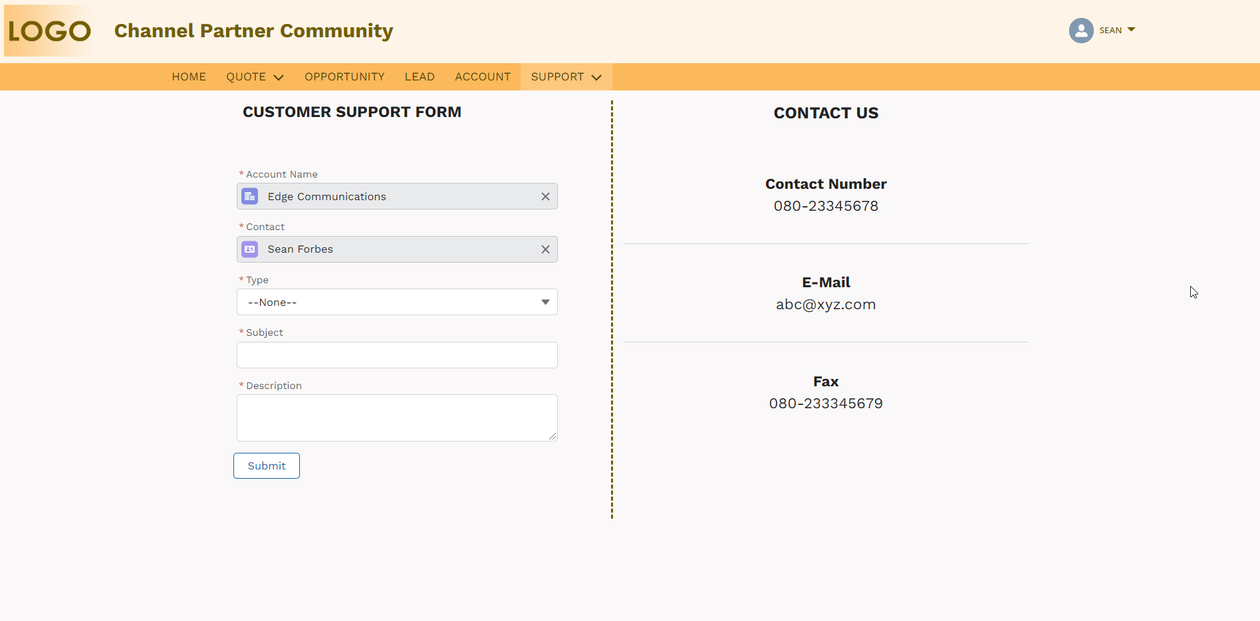 LOGO
Channel Partner Community
SEAN
HOME QUOTE OPPORTUNITY LEAD ACCOUNT SUPPORT
CUSTOMER SUPPORT FORM
*Account Name
Edge Communications
*Contact
Sean Forbes
*Type
--None--
*Subject
*Description
Submit
CONTACT US
Contact Number
080-23345678
E-Mail
abc@xyz.com
Fax
080-233345679